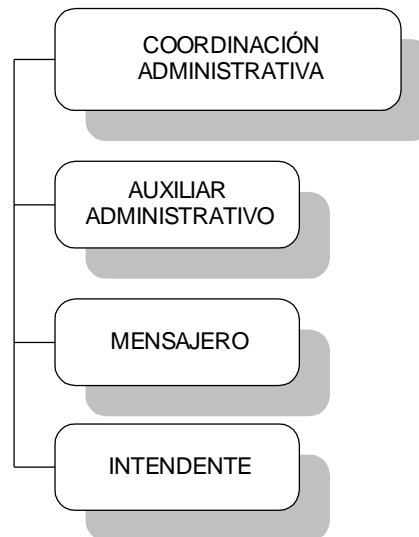 COORDINACIÓN
ADMINISTRATIVA
AUXILIAR
ADMINISTRATIVO
MENSAJERO
INTENDENTE